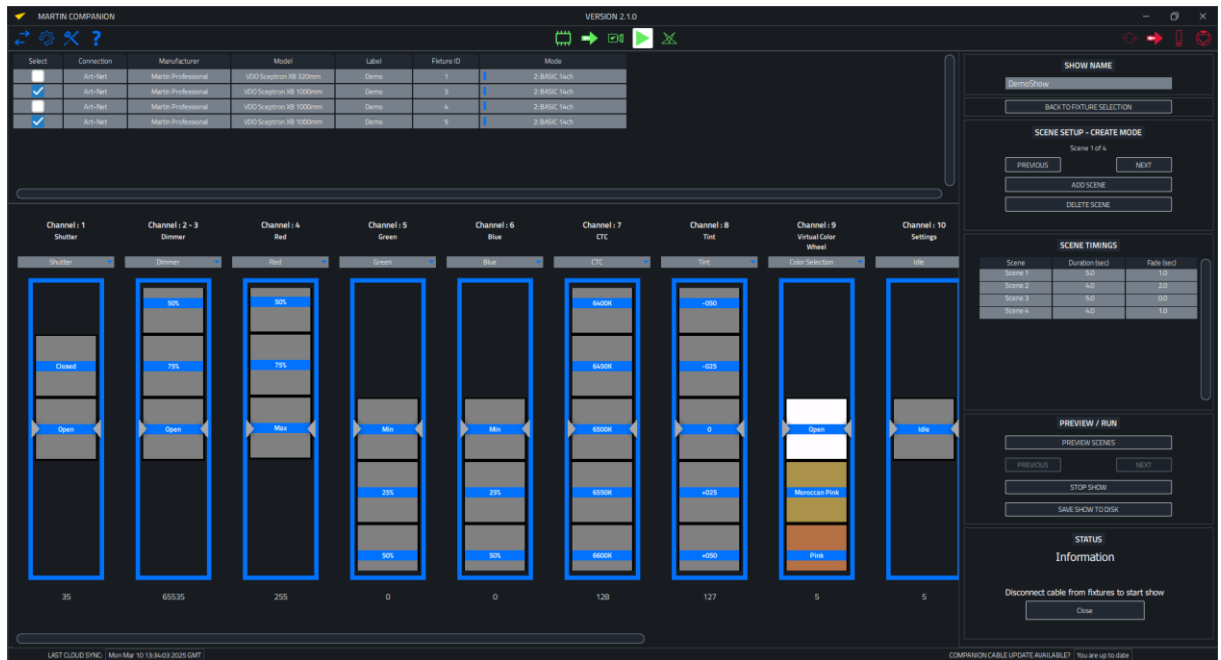 MARTIN COMPANION
VERSION 2.1.0
Select Connection Manufacturer Model Label Fixture ID Mode
Art-Net Martin Professional VDO Sceptron XB 320mm Demo 1 2: BASIC 14ch
Art-Net Martin Professional VDO Sceptron XB 1000mm Demo 3 2: BASIC 14ch
Art-Net Martin Professional VDO Sceptron XB 1000mm Demo 4 2: BASIC 14ch
Art-Net Martin Professional VDO Sceptron XB 1000mm Demo 5 2: BASIC 14ch
Channel : 1
Shutter
Shutter
Closed
Open
35
Channel : 2 - 3
Dimmer
Dimmer
50%
75%
Open
65535
Channel : 4
Red
Red
50%
75%
Max
255
Channel : 5
Green
Green
Min
25%
50%
0
Channel : 6
Blue
Blue
Min
25%
50%
0
Channel : 7
CTC
CTC
6400K
6450K
6500K
6550K
6600K
128
Channel : 8
Tint
Tint
-050
-025
0
+025
+050
127
Channel : 9
Virtual Color
Wheel
Color Selection
Open
Moroccan Pink
Pink
5
Channel : 10
Settings
Idle
Idle
5
SHOW NAME
DemoShow
BACK TO FIXTURE SELECTION
SCENE SETUP - CREATE MODE
Scene 1 of 4
PREVIOUS NEXT
ADD SCENE
DELETE SCENE
SCENE TIMINGS
Scene Duration (sec) Fade (sec)
Scene 1 5.0 1.0
Scene 2 4.0 2.0
Scene 3 5.0 0.0
Scene 4 4.0 1.0
PREVIEW / RUN
PREVIEW SCENES
PREVIOUS NEXT
STOP SHOW
SAVE SHOW TO DISK
STATUS
Information
Disconnect cable from fixtures to start show
Close
LAST CLOUD SYNC: Mon Mar 10 13:34:03 2025 GMT
COMPANION CABLE UPDATE AVAILABLE? You are up to date